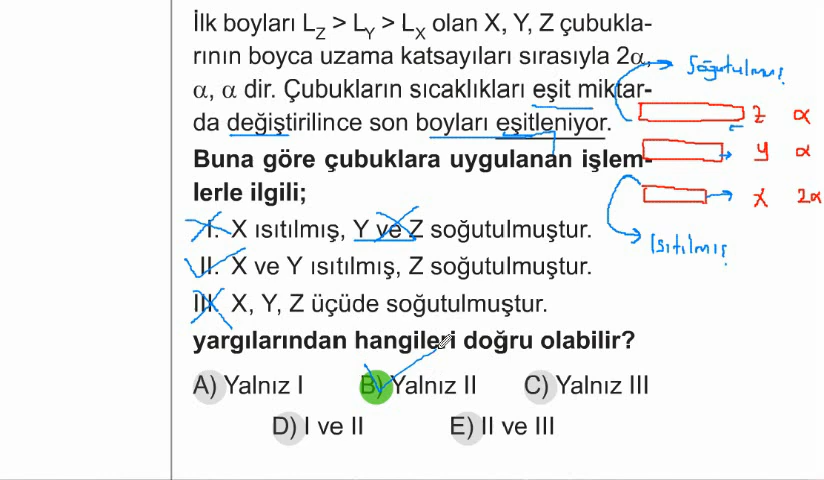 İlk boyları L_Z > L_Y > L_X olan X, Y, Z çubukla-
rının boyca uzama katsayıları sırasıyla 2α,
α, α dir. Çubukların sıcaklıkları eşit miktar-
da değiştirilince son boyları eşitleniyor.
Buna göre çubuklara uygulanan işlem-
lerle ilgili;
I. X ısıtılmış, Y ve Z soğutulmuştur.
II. X ve Y ısıtılmış, Z soğutulmuştur.
III. X, Y, Z üçüde soğutulmuştur.
yargılarından hangileri doğru olabilir?
A) Yalnız I B) Yalnız II C) Yalnız III
D) I ve II E) II ve III
Soğutulmuş
Z α
Y α
X 2α
Isıtılmış